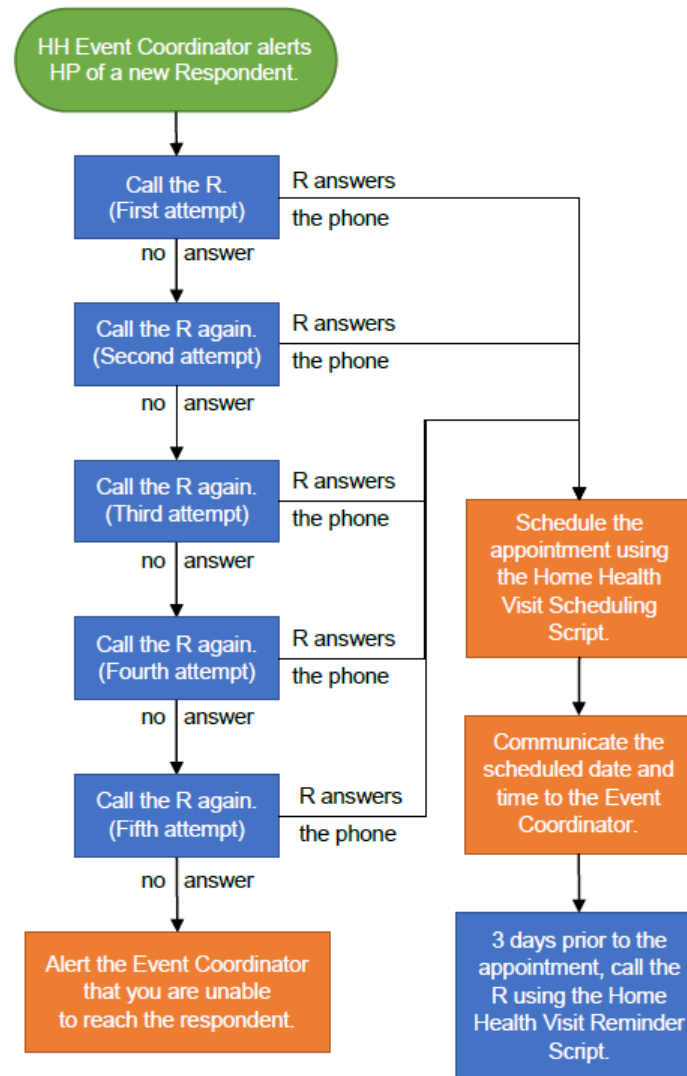 HH Event Coordinator alerts
HP of a new Respondent.
Call the R.
(First attempt)
R answers
the phone
no answer
Call the R again.
(Second attempt)
R answers
the phone
no answer
Call the R again.
(Third attempt)
R answers
the phone
no answer
Call the R again.
(Fourth attempt)
R answers
the phone
no answer
Call the R again.
(Fifth attempt)
R answers
the phone
no answer
Alert the Event Coordinator
that you are unable
to reach the respondent.
Schedule the
appointment using
the Home Health
Visit Scheduling
Script.
Communicate the
scheduled date and
time to the Event
Coordinator.
3 days prior to the
appointment, call the
R using the Home
Health Visit Reminder
Script.